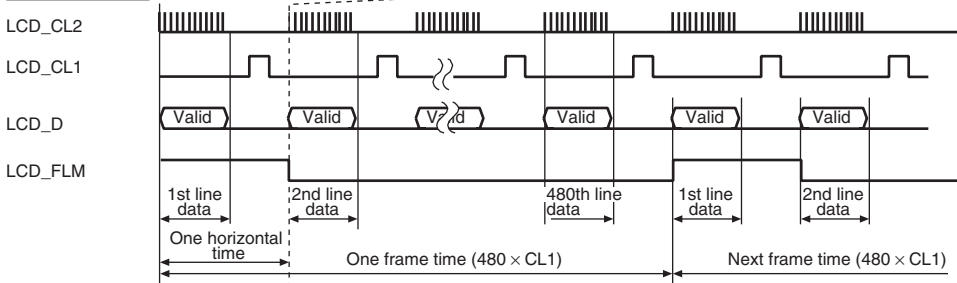 LCD_CL2
LCD_CL1
LCD_D
Valid Valid Valid Valid Valid Valid
LCD_FLM
1st line data
2nd line data
480th line data
1st line data
2nd line data
One horizontal time
One frame time (480 × CL1)
Next frame time (480 × CL1)